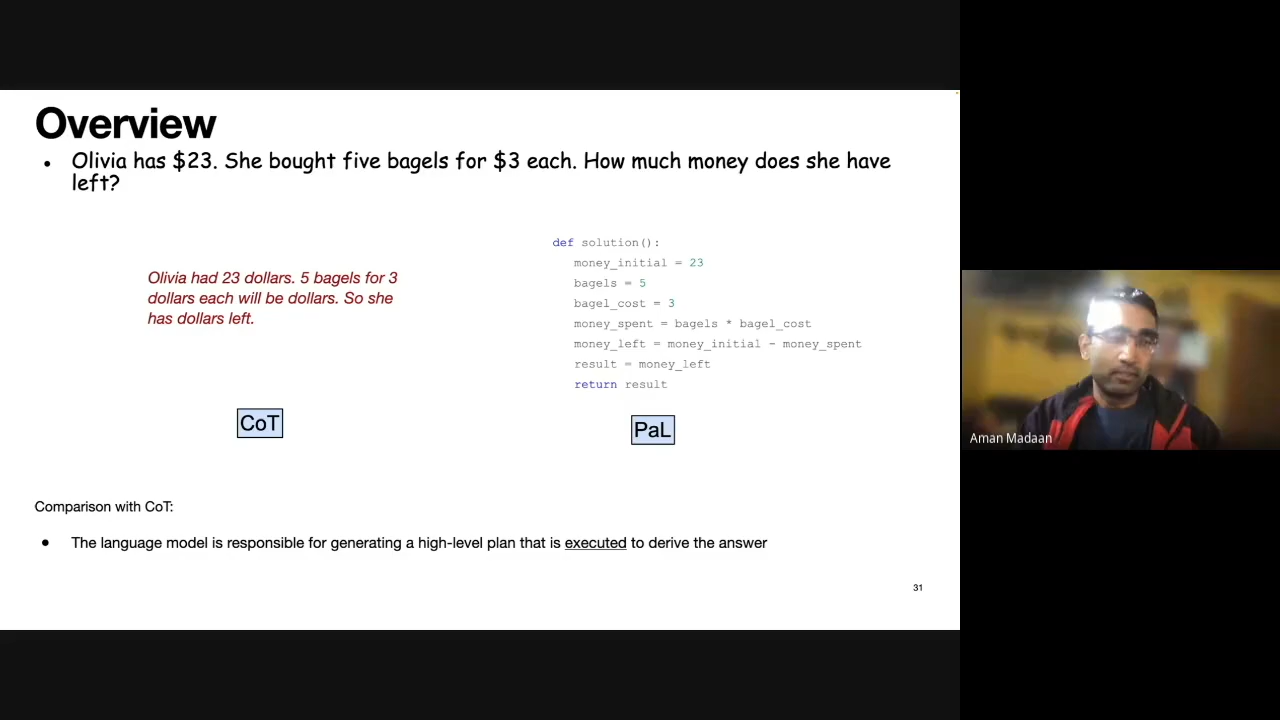 Overview
• Olivia has $23. She bought five bagels for $3 each. How much money does she have
left?
Olivia had 23 dollars. 5 bagels for 3
dollars each will be dollars. So she
has dollars left.
CoT
def solution():
money_initial = 23
bagels = 5
bagel_cost = 3
money_spent = bagels * bagel_cost
money_left = money_initial - money_spent
result = money_left
return result
PaL
Comparison with CoT:
• The language model is responsible for generating a high-level plan that is executed to derive the answer
31
Aman Madaan